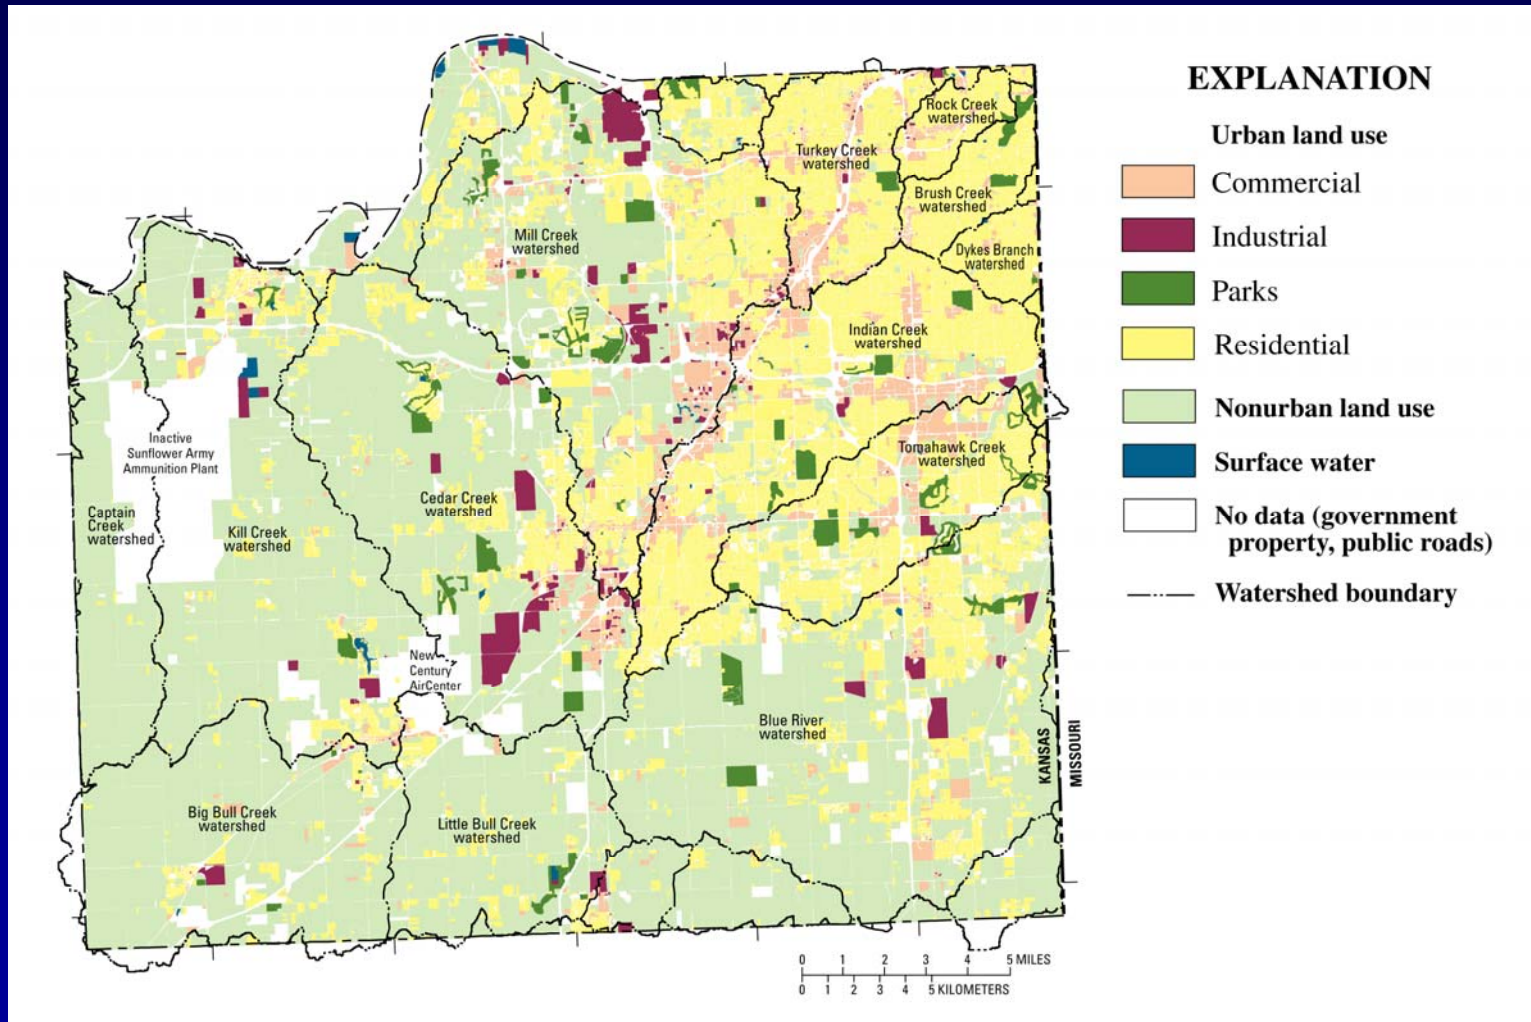 EXPLANATION
Urban land use
Commercial
Industrial
Parks
Residential
Nonurban land use
Surface water
No data (government
property, public roads)
Watershed boundary
Rock Creek
watershed
Turkey Creek
watershed
Brush Creek
watershed
Dykes Branch
watershed
Mill Creek
watershed
Indian Creek
watershed
Inactive
Sunflower Army
Ammunition Plant
Tomahawk Creek
watershed
Captain
Creek
watershed
Kill Creek
watershed
Cedar Creek
watershed
New
Century
AirCenter
Blue River
watershed
KANSAS
MISSOURI
Big Bull Creek
watershed
Little Bull Creek
watershed
0 1 2 3 4 5 MILES
0 1 2 3 4 5 KILOMETERS